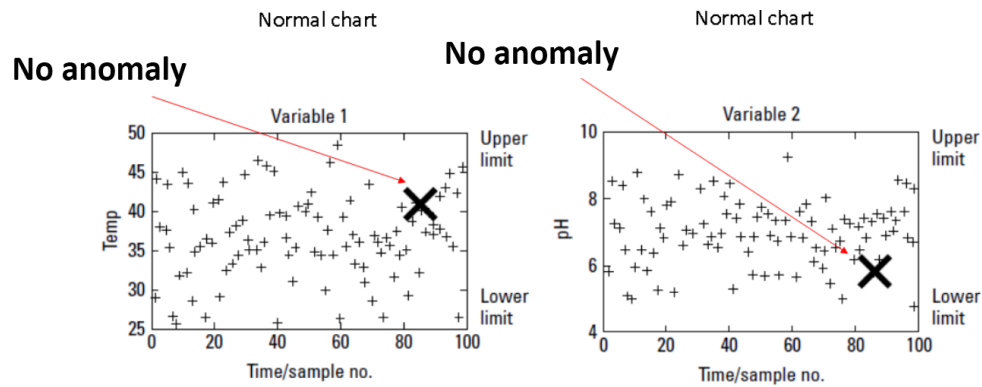 Normal chart
No anomaly
Variable 1
Upper
limit
50
45
40
35
30
25
Temp
Lower
limit
0
20
40
60
80
100
Time/sample no.
Normal chart
No anomaly
Variable 2
Upper
limit
10
8
6
4
pH
Lower
limit
0
20
40
60
80
100
Time/sample no.